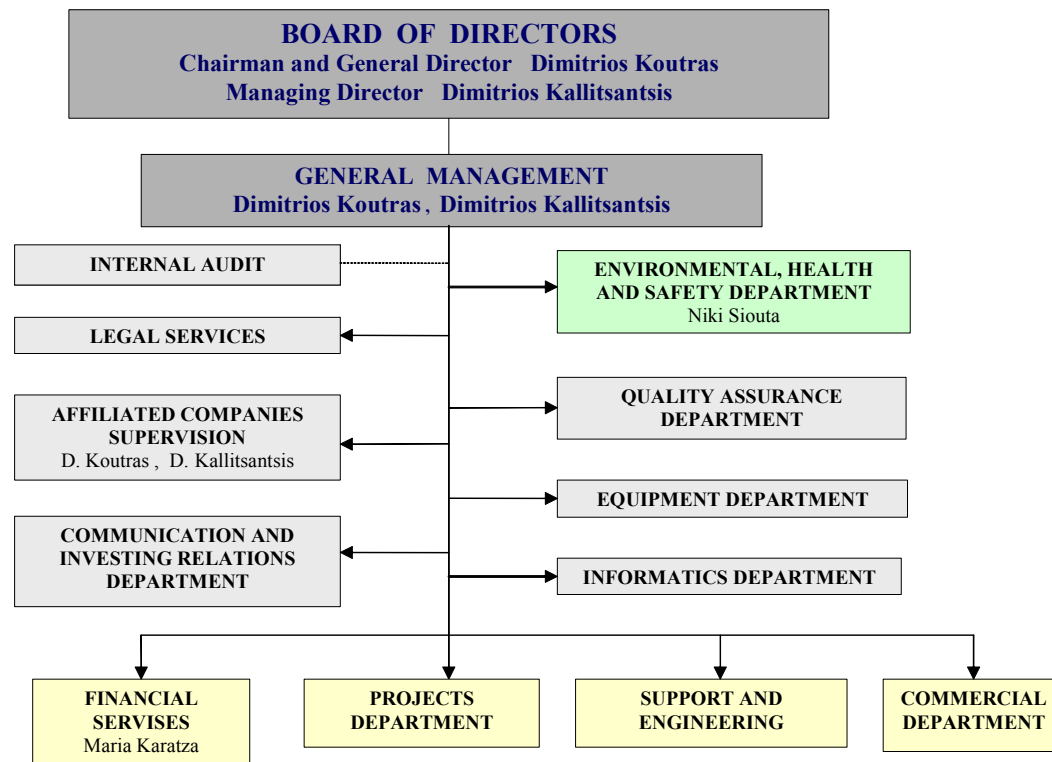 BOARD OF DIRECTORS
Chairman and General Director Dimitrios Koutras
Managing Director Dimitrios Kallitsantsis
GENERAL MANAGEMENT
Dimitrios Koutras , Dimitrios Kallitsantsis
INTERNAL AUDIT
ENVIRONMENTAL, HEALTH
AND SAFETY DEPARTMENT
Niki Siouta
LEGAL SERVICES
QUALITY ASSURANCE
DEPARTMENT
AFFILIATED COMPANIES
SUPERVISION
D. Koutras , D. Kallitsantsis
EQUIPMENT DEPARTMENT
COMMUNICATION AND
INVESTING RELATIONS
DEPARTMENT
INFORMATICS DEPARTMENT
FINANCIAL
SERVISES
Maria Karatza
PROJECTS
DEPARTMENT
SUPPORT AND
ENGINEERING
COMMERCIAL
DEPARTMENT